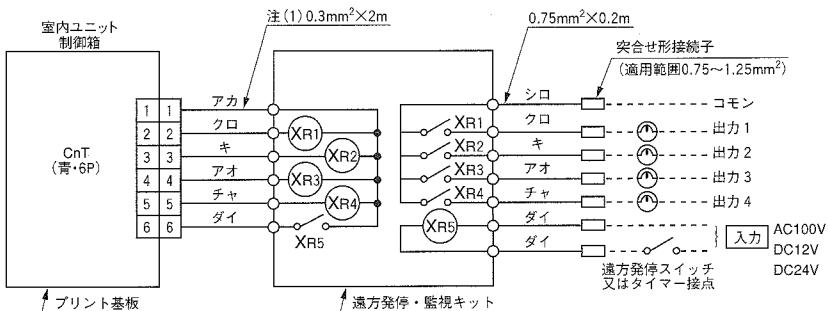 注(1) 0.3mm²×2m
0.75mm²×0.2m
室内ユニット
制御箱
突合せ形接続子
(適用範囲0.75〜1.25mm²)
CnT
(青・6P)
1 1 アカ
2 2 クロ XR1
3 3 キ XR2
4 4 アオ XR3
5 5 チャ XR4
6 6 ダイ XR5
シロ コモン
XR1 クロ 出力1
XR2 キ 出力2
XR3 アオ 出力3
XR4 チャ 出力4
XR5 ダイ
ダイ
入力
AC100V
DC12V
DC24V
遠方発停スイッチ
又はタイマー接点
プリント基板
遠方発停・監視キット